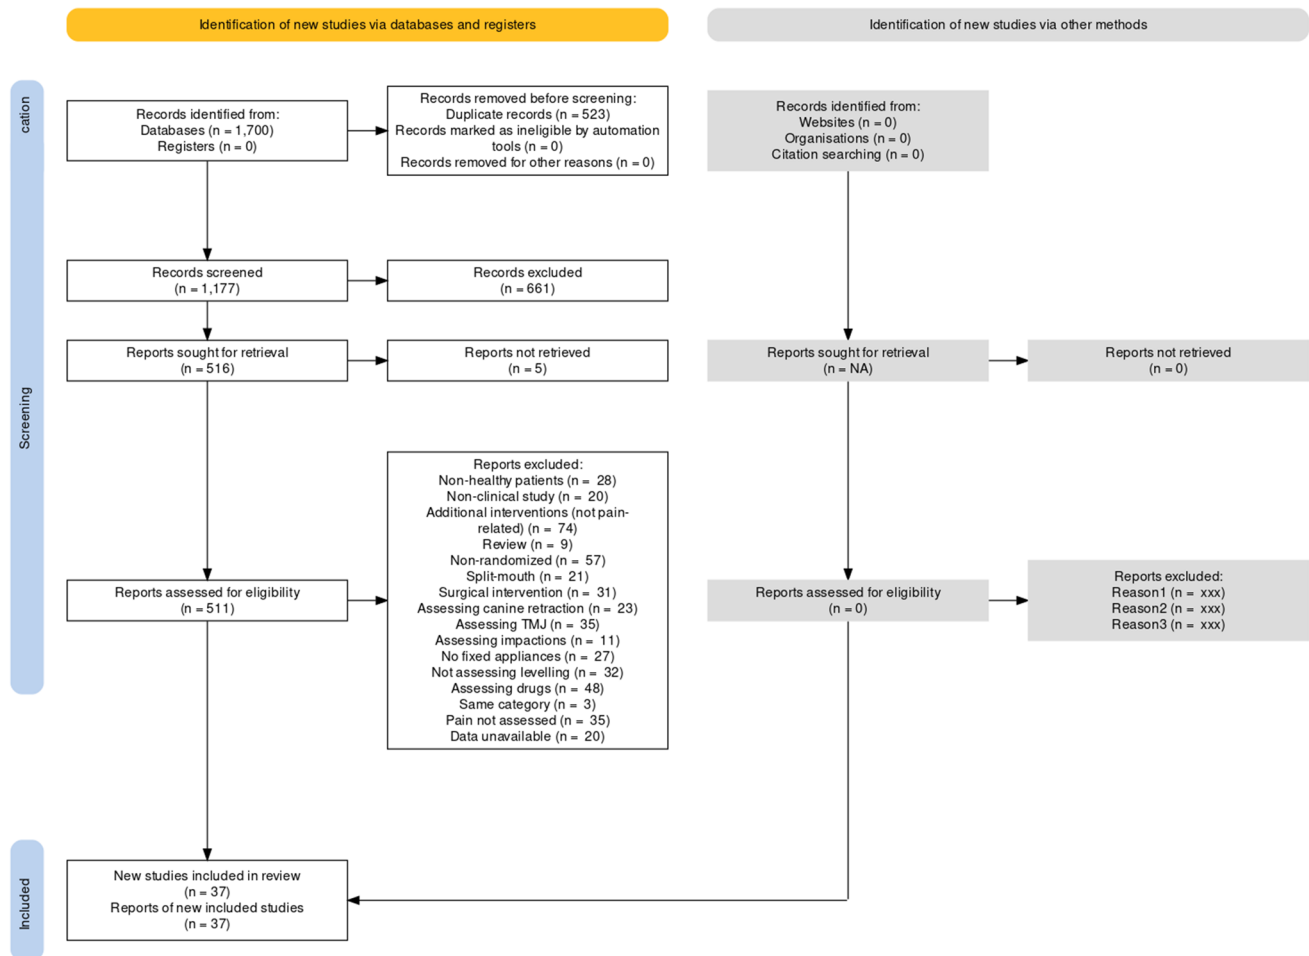 Identification of new studies via databases and registers
Identification of new studies via other methods
cation
Records identified from:
Databases (n = 1,700)
Registers (n = 0)
Records removed before screening:
Duplicate records (n = 523)
Records marked as ineligible by automation
tools (n = 0)
Records removed for other reasons (n = 0)
Records identified from:
Websites (n = 0)
Organisations (n = 0)
Citation searching (n = 0)
Screening
Records screened
(n = 1,177)
Records excluded
(n = 661)
Reports sought for retrieval
(n = 516)
Reports not retrieved
(n = 5)
Reports sought for retrieval
(n = NA)
Reports not retrieved
(n = 0)
Reports assessed for eligibility
(n = 511)
Reports excluded:
Non-healthy patients (n = 28)
Non-clinical study (n = 20)
Additional interventions (not pain-
related) (n = 74)
Review (n = 9)
Non-randomized (n = 57)
Split-mouth (n = 21)
Surgical intervention (n = 31)
Assessing canine retraction (n = 23)
Assessing TMJ (n = 35)
Assessing impactions (n = 11)
No fixed appliances (n = 27)
Not assessing levelling (n = 32)
Assessing drugs (n = 48)
Same category (n = 3)
Pain not assessed (n = 35)
Data unavailable (n = 20)
Reports assessed for eligibility
(n = 0)
Reports excluded:
Reason1 (n = xxx)
Reason2 (n = xxx)
Reason3 (n = xxx)
Included
New studies included in review
(n = 37)
Reports of new included studies
(n = 37)